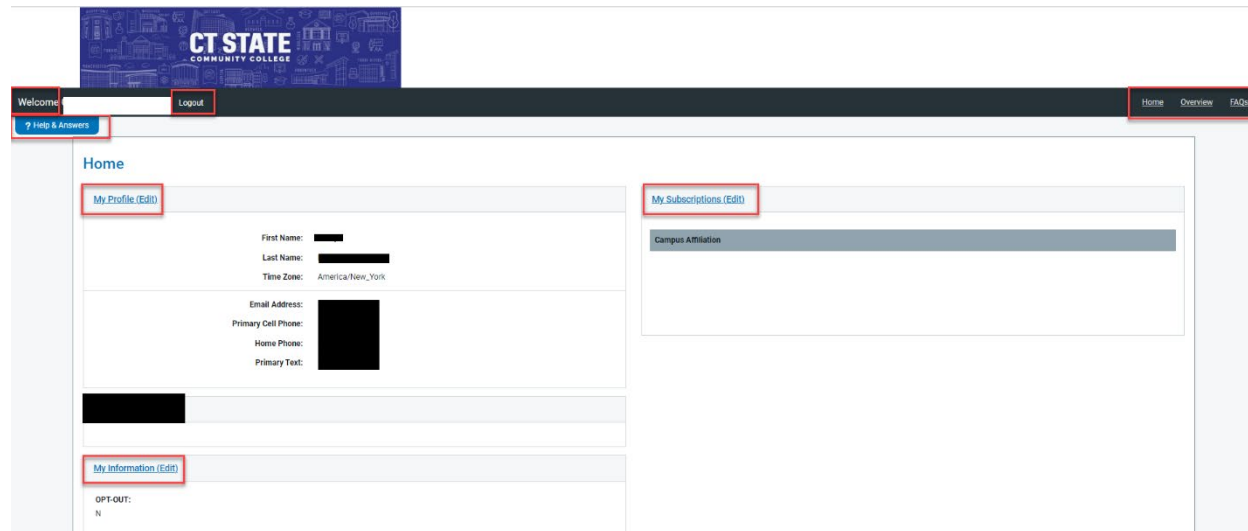 CT STATE
COMMUNITY COLLEGE
Welcome
Logout
Home Overview FAQs
? Help & Answers
Home
My Profile (Edit)
First Name:
Last Name:
Time Zone: America/New_York
Email Address:
Primary Cell Phone:
Home Phone:
Primary Text:
My Information (Edit)
OPT-OUT:
N
My Subscriptions (Edit)
Campus Affiliation